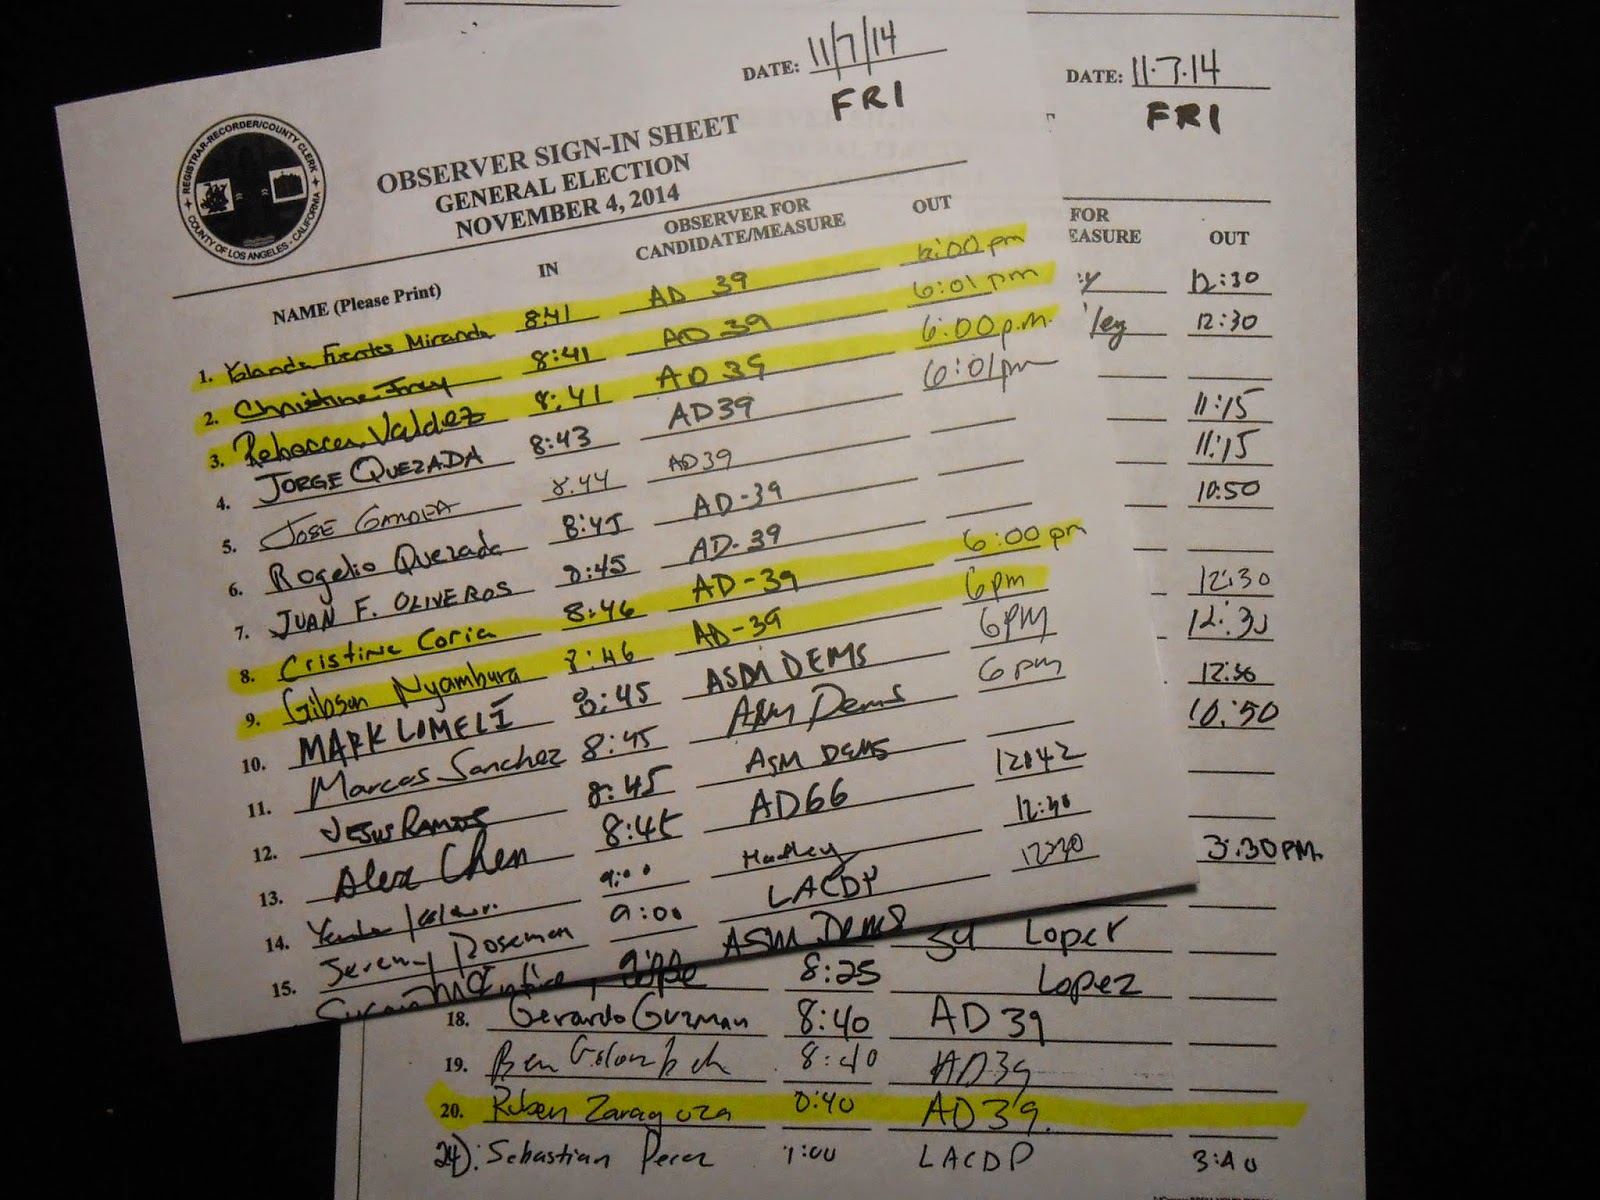 DATE: 11/7/14
FRI
REGISTRAR-RECORDER/COUNTY CLERK
COUNTY OF LOS ANGELES - CALIFORNIA
OBSERVER SIGN-IN SHEET
GENERAL ELECTION
NOVEMBER 4, 2014
NAME (Please Print) IN OBSERVER FOR CANDIDATE/MEASURE OUT
1. Yolanda Fuentes Miranda 8:41 AD 39 6:00 pm
2. Christine 8:41 AD 39 6:01 pm
3. Rebecca Valdez 8:41 AD 39 6:00 p.m.
4. JORGE QUEZADA 8:43 AD39 6:01pm
5. JOSE 8:44 AD39
6. Rogelio Quezada 8:45 AD-39
7. JUAN F. OLIVEROS 8:45 AD-39
8. Cristina Coria 8:46 AD-39 6:00 pm
9. Gibson Nyambura 8:46 AD-39 6pm
10. MARK LOMELÍ 8:45 ASM DEMS 6PM
11. Marcos Sanchez 8:45 ASM Dems 6pm
12. JESUS RAMOS 8:45 ASM DEMS
13. Alex Chen 8:45 AD66 12:42
14. 9:00 12:30
15. Jeremy 9:00 LACDP 12:30
ASM DEMS
DATE: 11.7.14
FRI
FOR
EASURE OUT
12:30
ley 12:30
11:15
11:15
10:50
12:30
12:30
12:30
10:50
3:30PM.
Loper
8:25 Lopez
18. Gerardo Guzman 8:40 AD 39
19. Ben 8:40 AD39
20. Ruben Zaragoza 8:40 AD39.
24): Sebastian Perez 1:00 LACDP 3:40